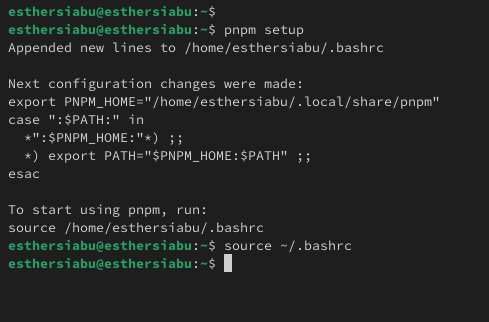 esthersiabu@esthersiabu:~$
esthersiabu@esthersiabu:~$ pnpm setup
Appended new lines to /home/esthersiabu/.bashrc

Next configuration changes were made:
export PNPM_HOME="/home/esthersiabu/.local/share/pnpm"
case ":$PATH:" in
  *":$PNPM_HOME:"*) ;;
  *) export PATH="$PNPM_HOME:$PATH" ;;
esac

To start using pnpm, run:
source /home/esthersiabu/.bashrc
esthersiabu@esthersiabu:~$ source ~/.bashrc
esthersiabu@esthersiabu:~$